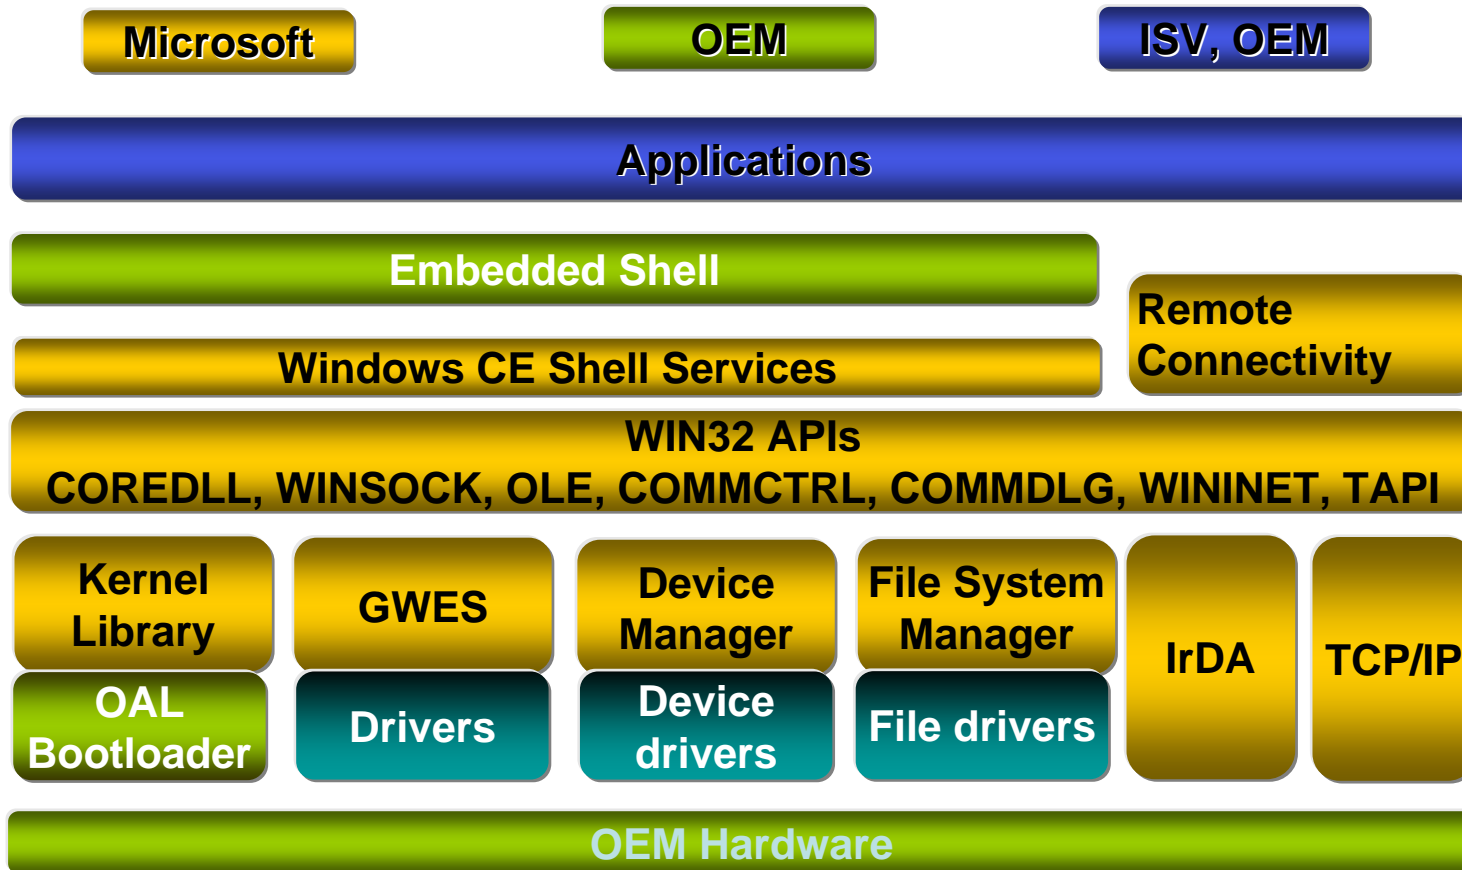 Microsoft
OEM
ISV, OEM
Applications
Embedded Shell
Remote
Connectivity
Windows CE Shell Services
WIN32 APIs
COREDLL, WINSOCK, OLE, COMMCTRL, COMMDLG, WININET, TAPI
Kernel
Library
GWES
Device
Manager
File System
Manager
IrDA
TCP/IP
OAL
Bootloader
Drivers
Device
drivers
File drivers
OEM Hardware